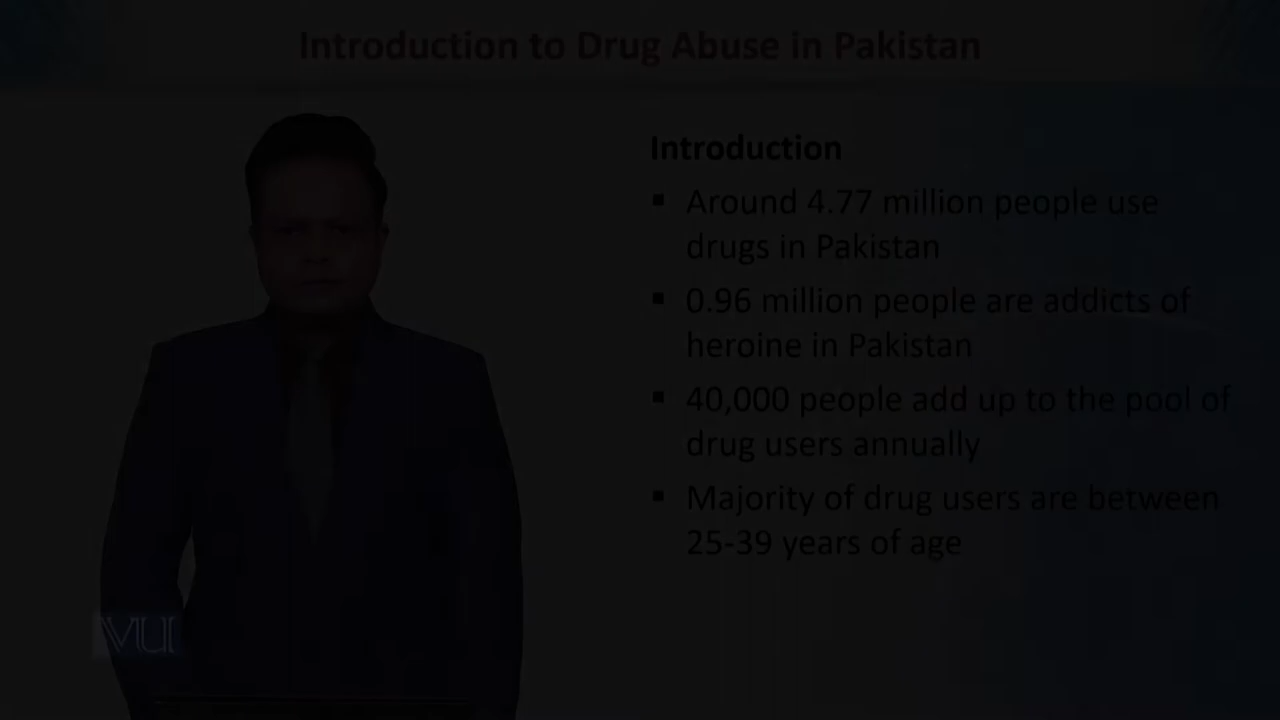 Introduction to Drug Abuse in Pakistan
Introduction
▪ Around 4.77 million people use
drugs in Pakistan
▪ 0.96 million people are addicts of
heroine in Pakistan
▪ 40,000 people add up to the pool of
drug users annually
▪ Majority of drug users are between
25-39 years of age
VU